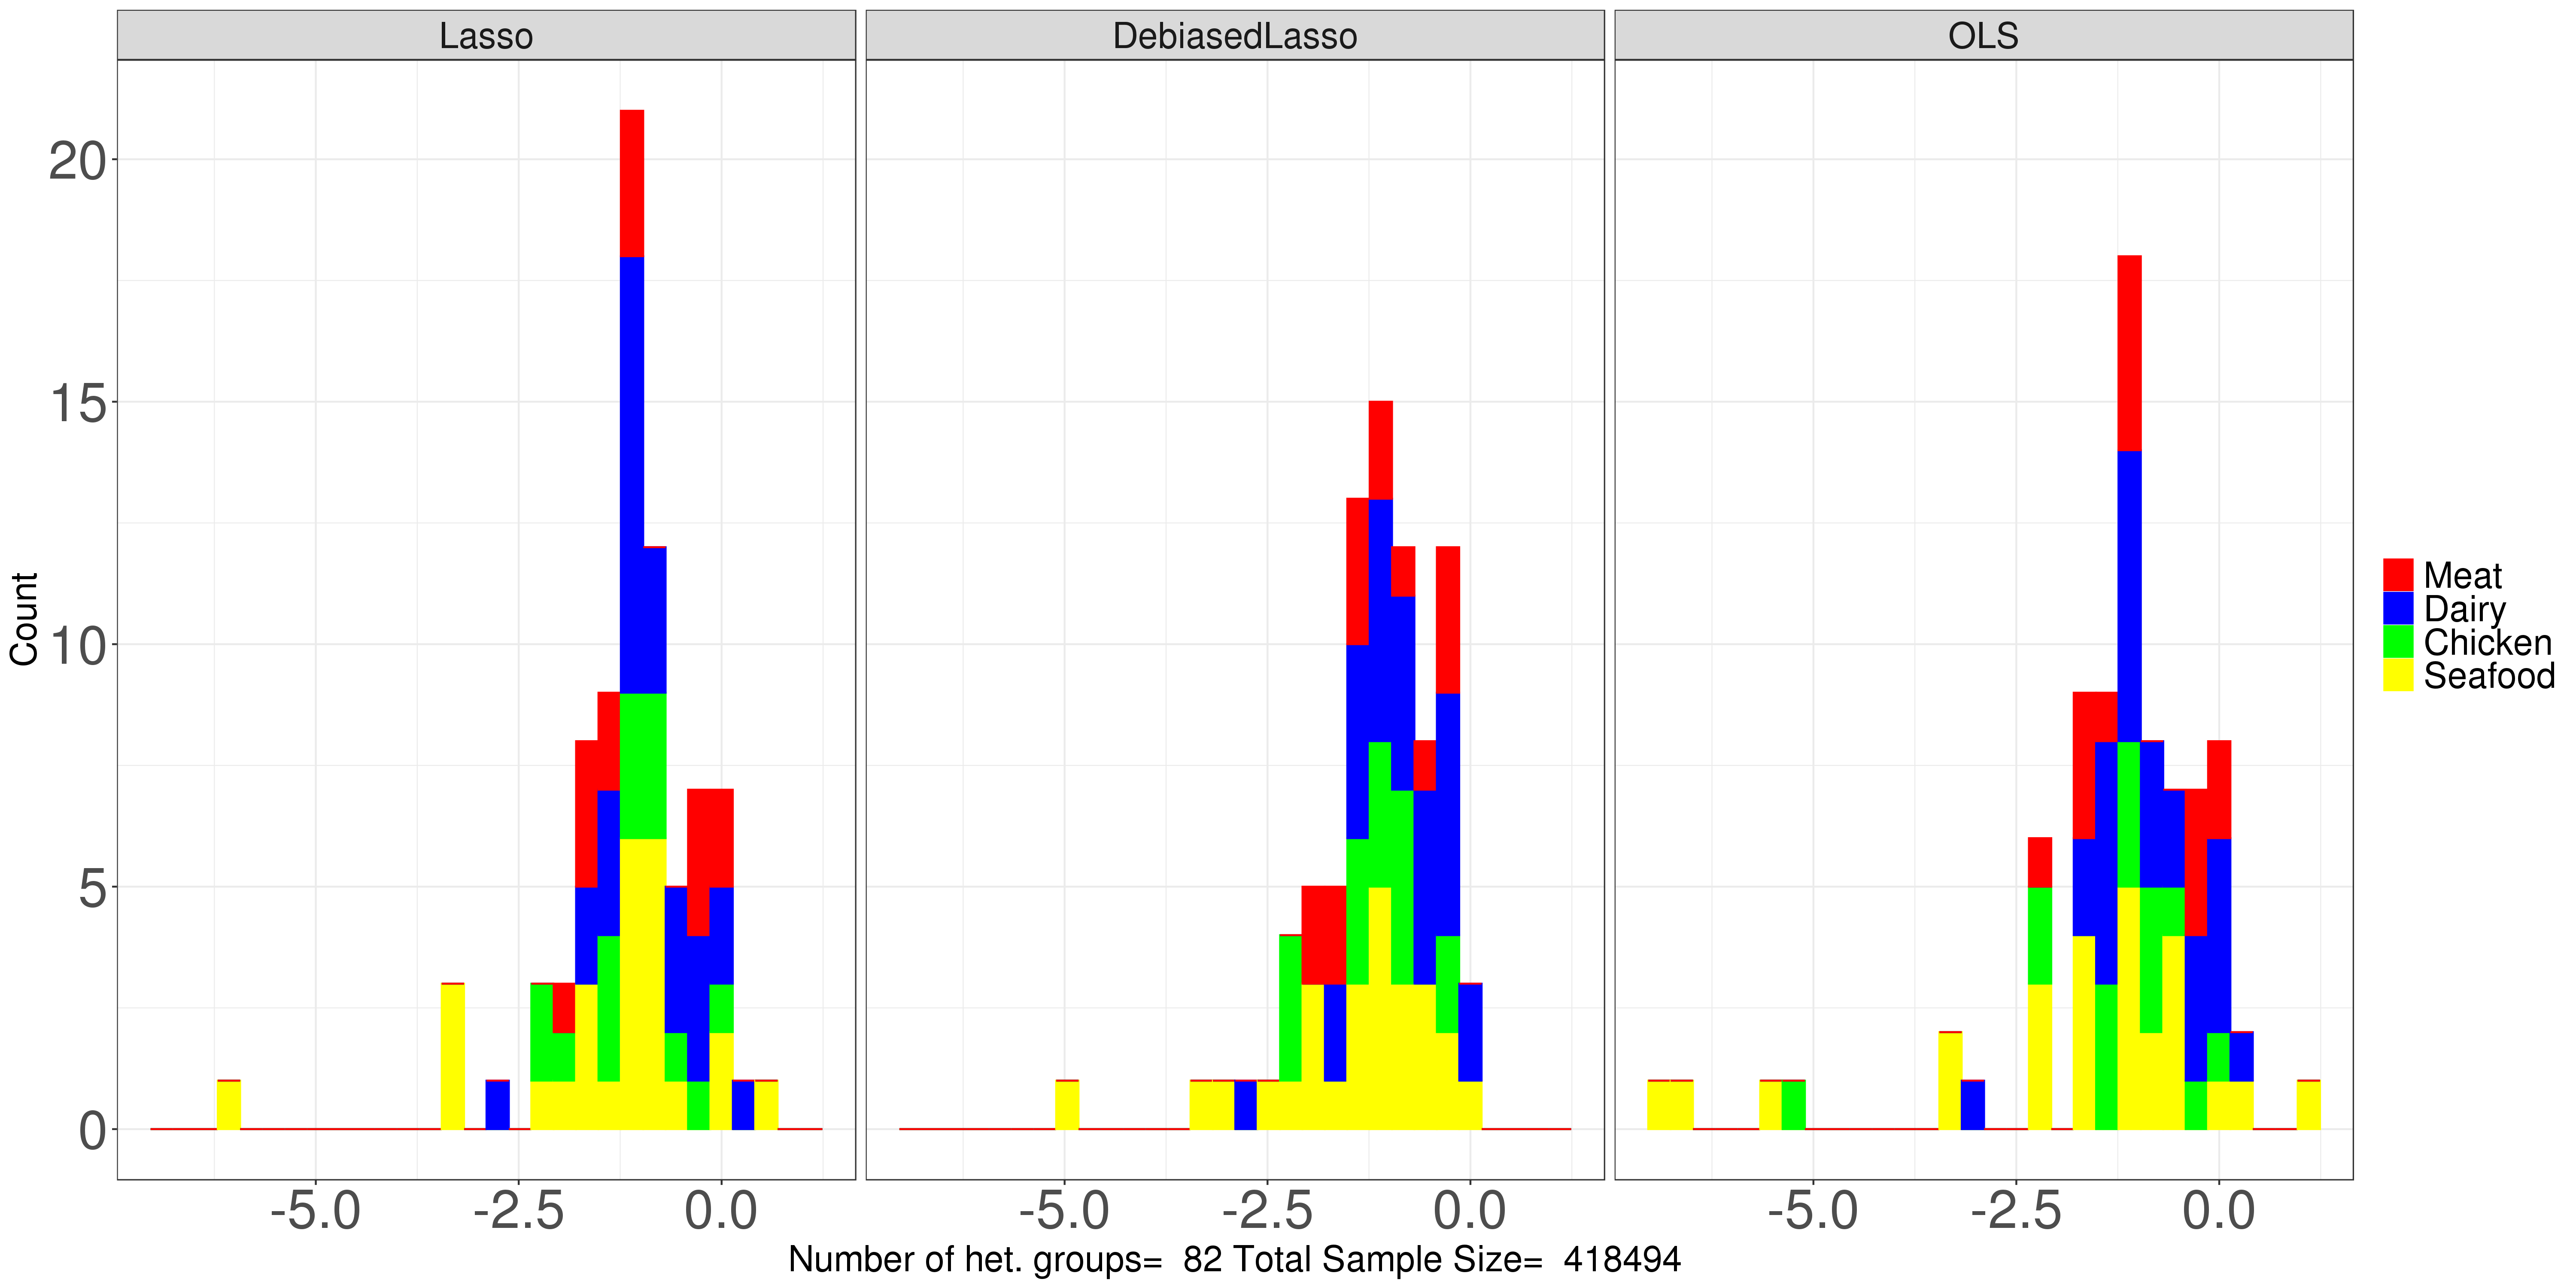 Lasso
DebiasedLasso
OLS
Count
20
15
10
5
0
-5.0 -2.5 0.0
-5.0 -2.5 0.0
-5.0 -2.5 0.0
Number of het. groups=  82 Total Sample Size=  418494
Meat
Dairy
Chicken
Seafood